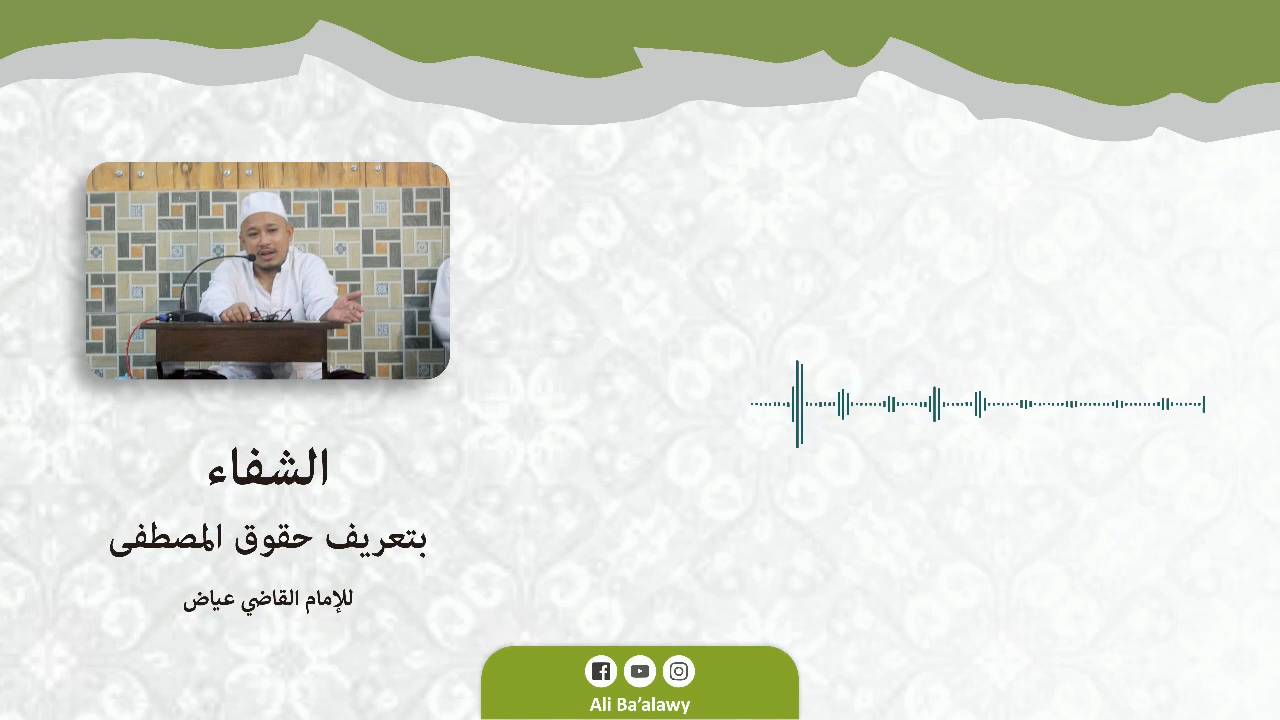 الشفاء
بتعريف حقوق المصطفى
للإمام القاضي عياض
Ali Ba’alawy